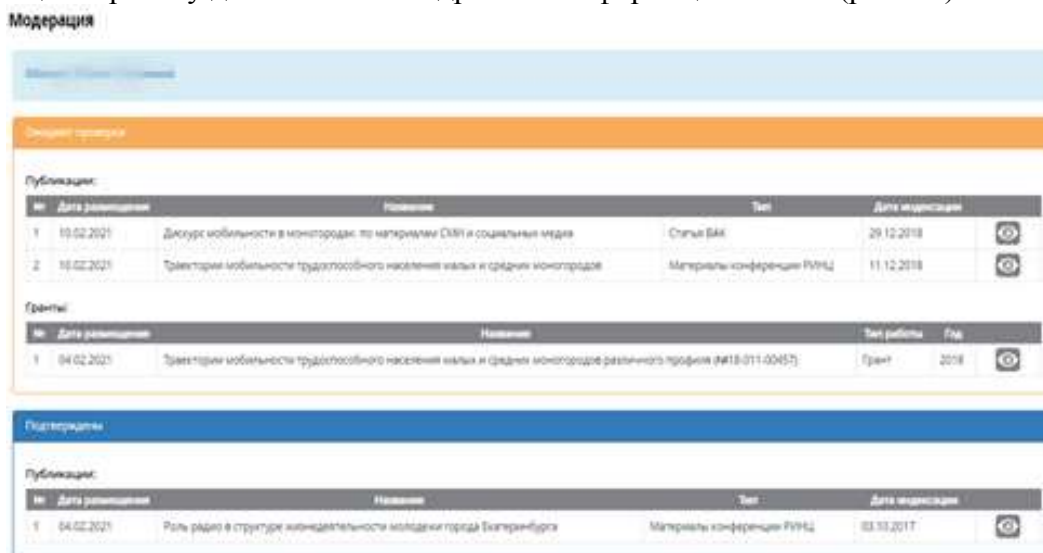 Модерация
Ожидают проверки
Публикации:
№ Дата размещения Название Тип Дата индексации
1 10.02.2021 Дискурс мобильности в моногородах: по материалам СМИ и социальных медиа Статья ВАК 29.12.2018
2 10.02.2021 Траектории мобильности трудоспособного населения малых и средних моногородов Материалы конференции РИНЦ 11.12.2018
Гранты:
№ Дата размещения Название Тип работы Год
1 04.02.2021 Траектории мобильности трудоспособного населения малых и средних моногородов различного профиля (№18-011-00457) Грант 2018
Подтверждены
Публикации:
№ Дата размещения Название Тип Дата индексации
1 04.02.2021 Роль радио в структуре жизнедеятельности молодежи города Екатеринбурга Материалы конференции РИНЦ 03.10.2017